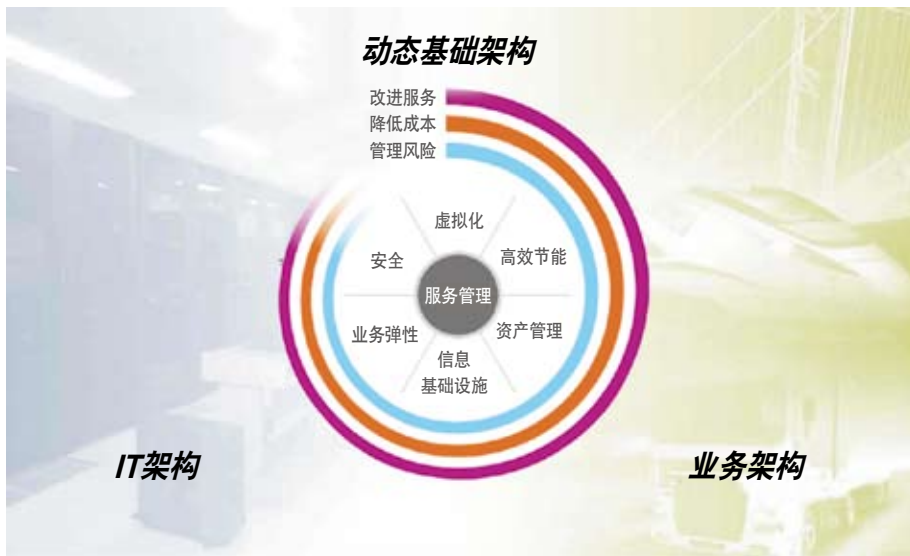 动态基础架构
改进服务
降低成本
管理风险
虚拟化
安全
高效节能
服务管理
业务弹性
资产管理
信息
基础设施
IT架构
业务架构